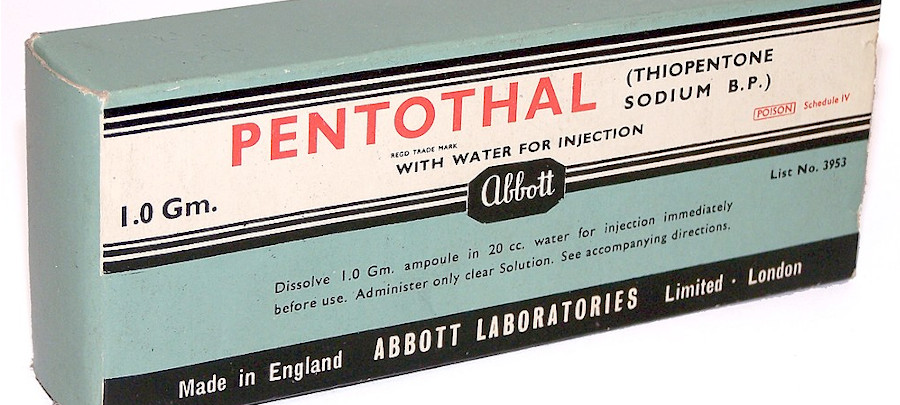 PENTOTHAL
(THIOPENTONE
SODIUM B.P.)
POISON Schedule IV
REGD TRADE MARK
WITH WATER FOR INJECTION
1.0 Gm.
Abbott
List No. 3953
Dissolve 1.0 Gm. ampoule in 20 cc. water for injection immediately
before use. Administer only clear Solution. See accompanying directions.
Made in England ABBOTT LABORATORIES Limited · London